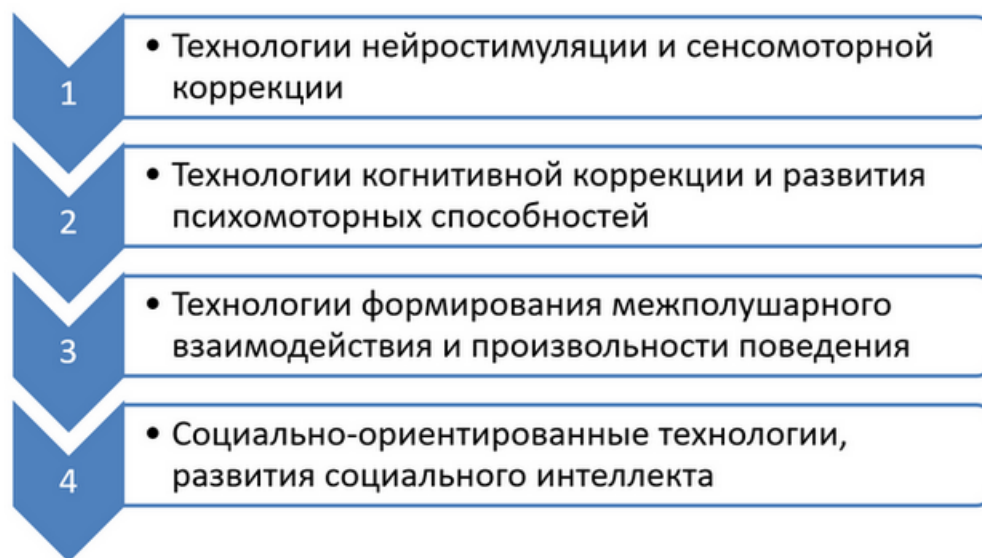 1
• Технологии нейростимуляции и сенсомоторной
коррекции
2
• Технологии когнитивной коррекции и развития
психомоторных способностей
3
• Технологии формирования межполушарного
взаимодействия и произвольности поведения
4
• Социально-ориентированные технологии,
развития социального интеллекта